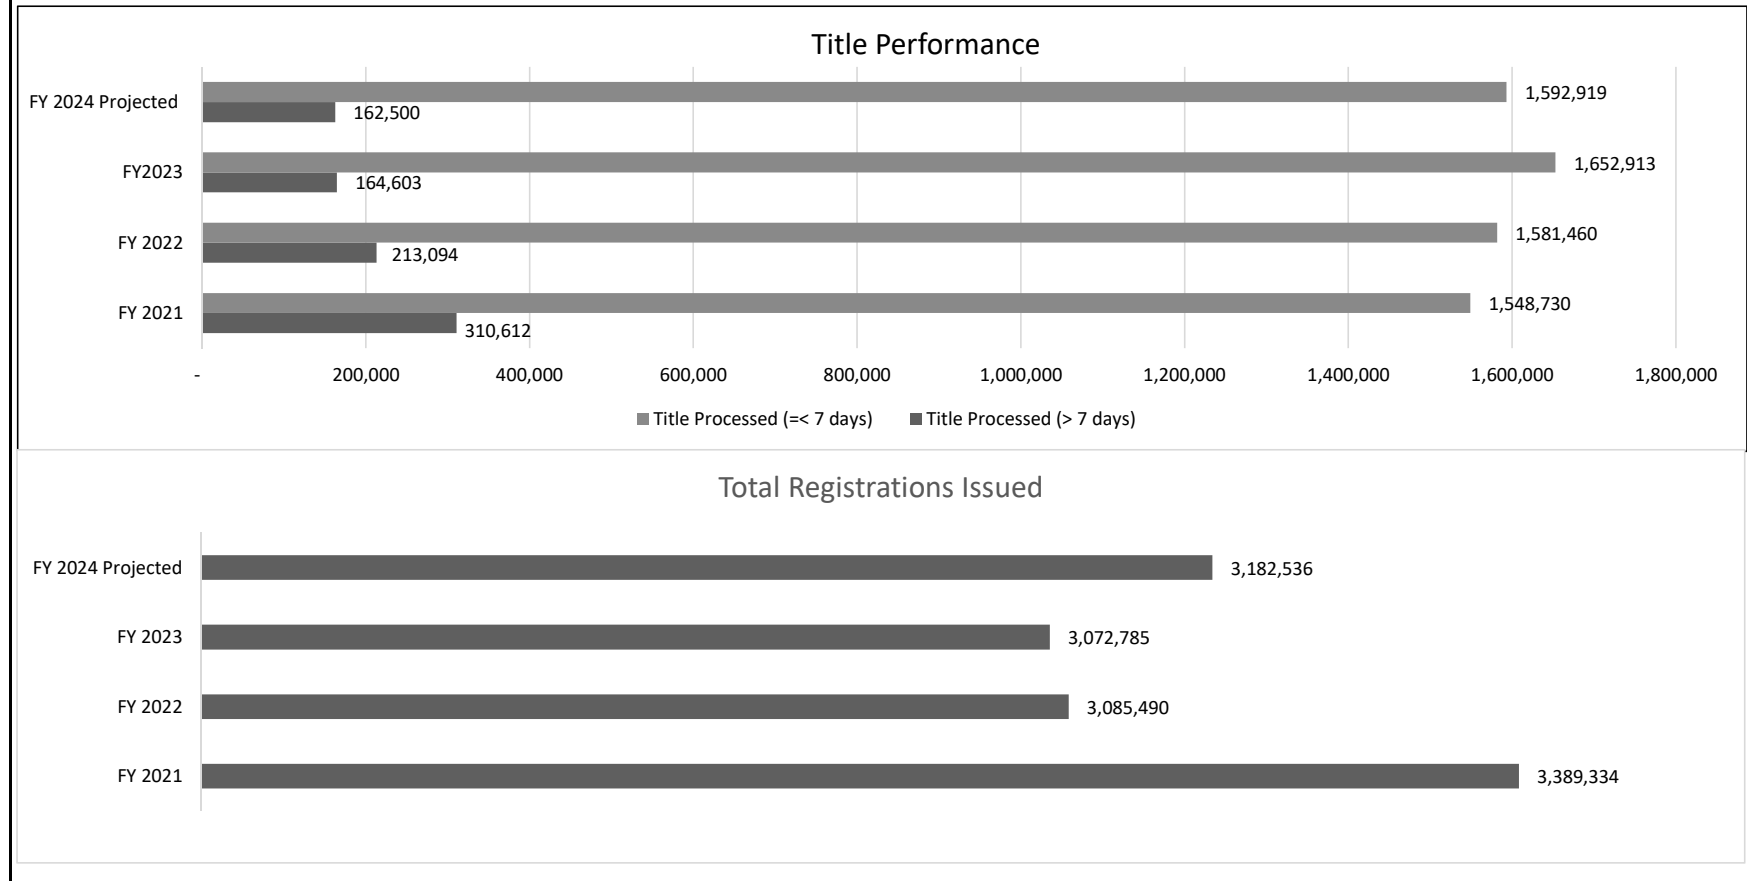 Title Performance
FY 2024 Projected
1,592,919
162,500
FY2023
1,652,913
164,603
FY 2022
1,581,460
213,094
FY 2021
1,548,730
310,612
- 200,000 400,000 600,000 800,000 1,000,000 1,200,000 1,400,000 1,600,000 1,800,000
Title Processed (=< 7 days) Title Processed (> 7 days)
Total Registrations Issued
FY 2024 Projected 3,182,536
FY 2023 3,072,785
FY 2022 3,085,490
FY 2021 3,389,334